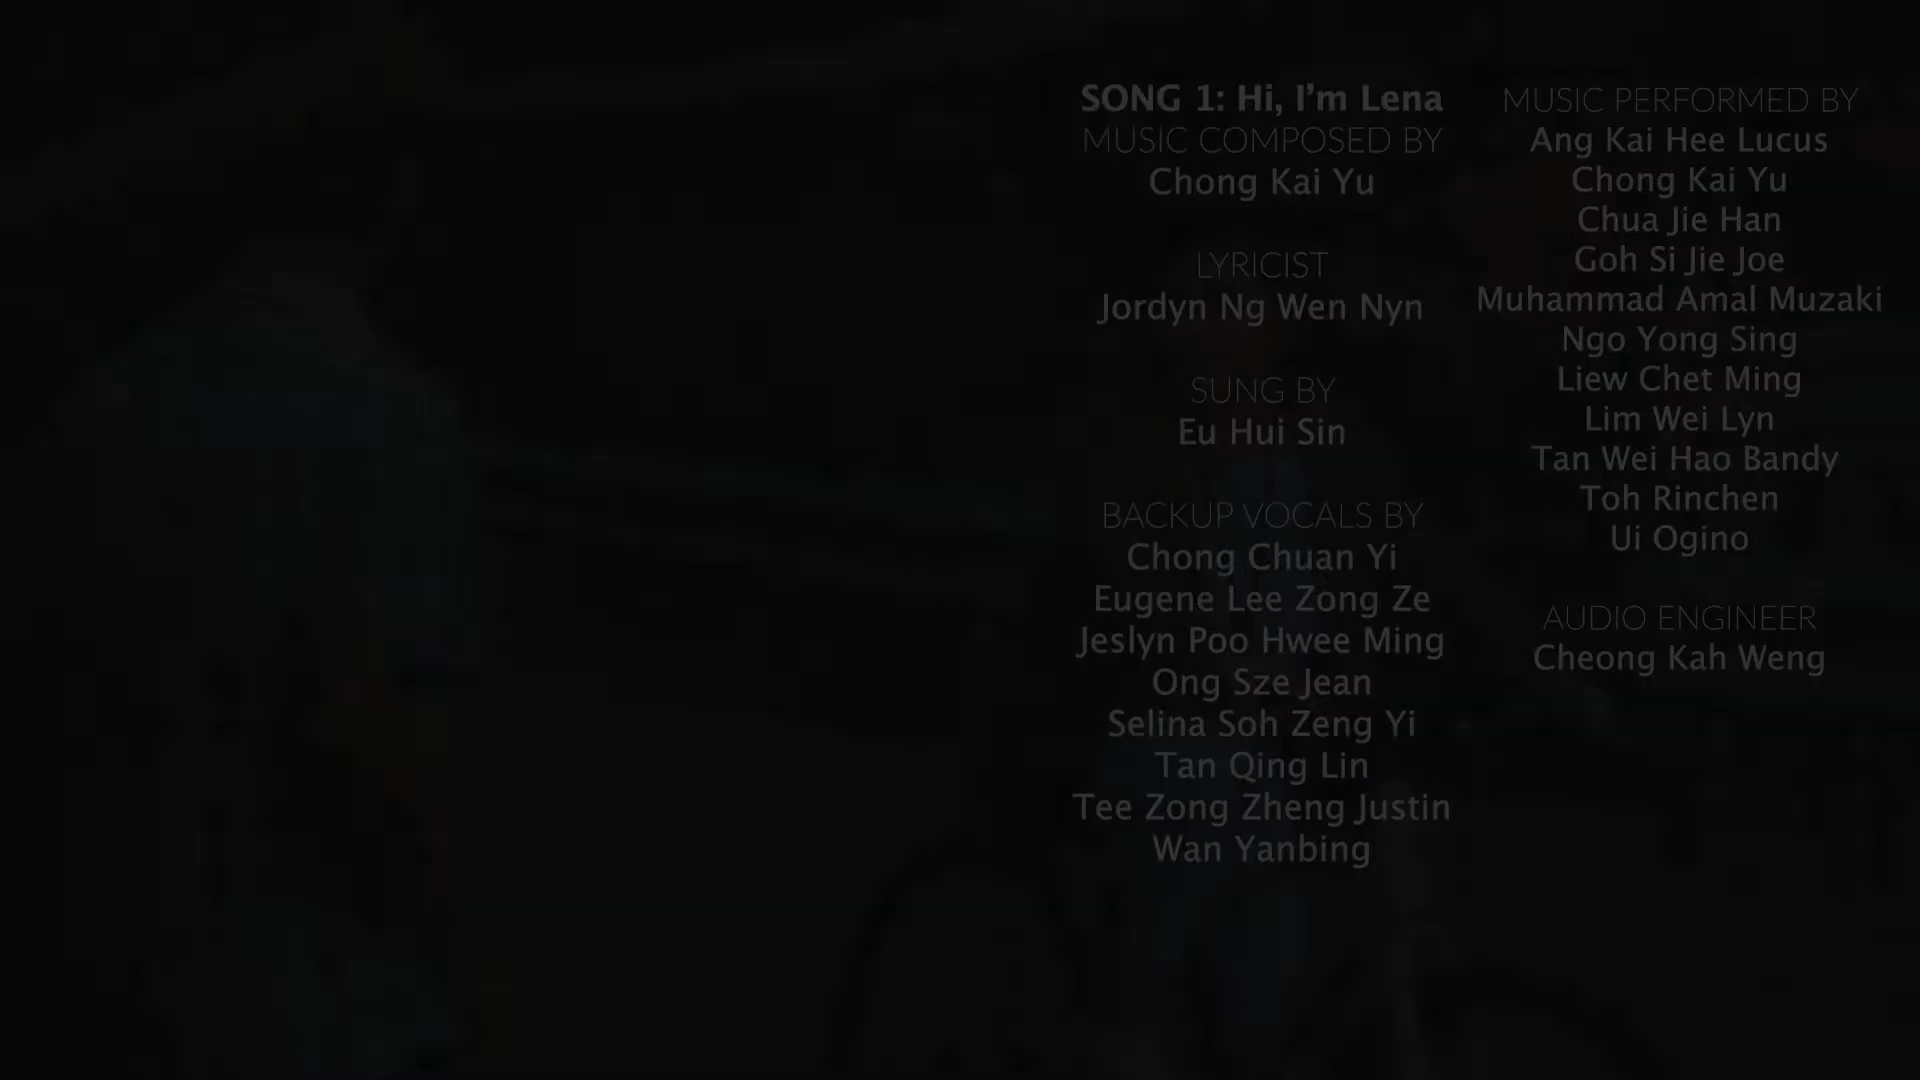 SONG 1: Hi, I'm Lena
MUSIC COMPOSED BY
Chong Kai Yu
LYRICIST
Jordyn Ng Wen Nyn
SUNG BY
Eu Hui Sin
BACKUP VOCALS BY
Chong Chuan Yi
Eugene Lee Zong Ze
Jeslyn Poo Hwee Ming
Ong Sze Jean
Selina Soh Zeng Yi
Tan Qing Lin
Tee Zong Zheng Justin
Wan Yanbing
MUSIC PERFORMED BY
Ang Kai Hee Lucus
Chong Kai Yu
Chua Jie Han
Goh Si Jie Joe
Muhammad Amal Muzaki
Ngo Yong Sing
Liew Chet Ming
Lim Wei Lyn
Tan Wei Hao Bandy
Toh Rinchen
Ui Ogino
AUDIO ENGINEER
Cheong Kah Weng